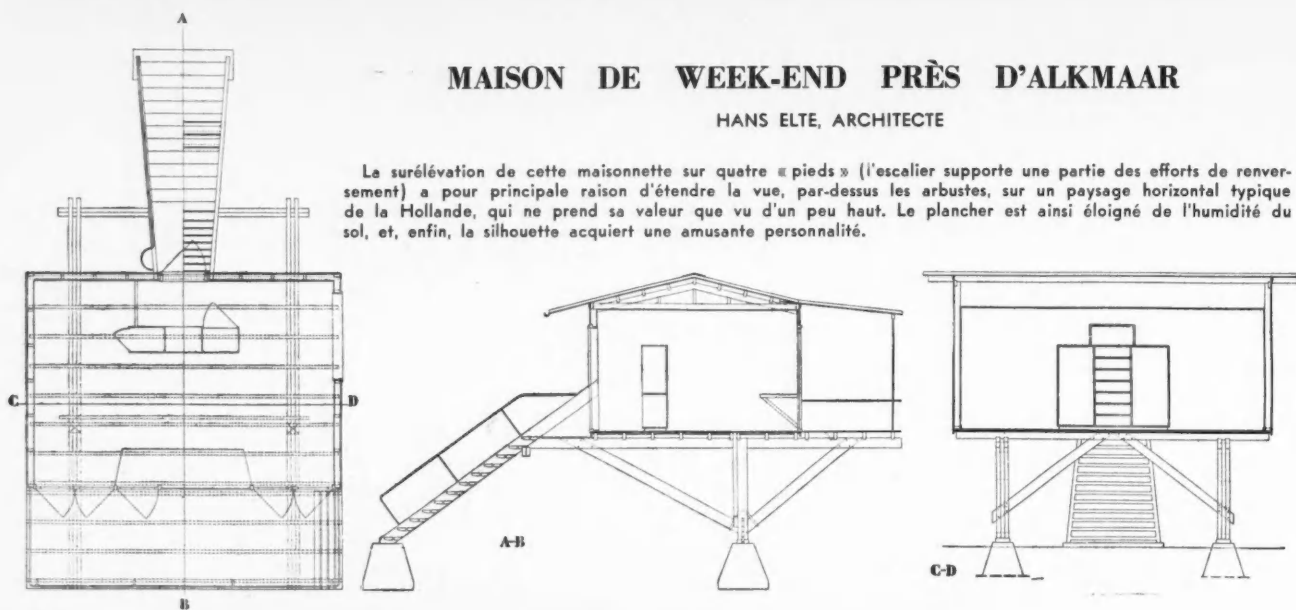 A
MAISON DE WEEK-END PRÈS D'ALKMAAR
HANS ELTE, ARCHITECTE
La surélévation de cette maisonnette sur quatre « pieds » (l'escalier supporte une partie des efforts de renver-
sement) a pour principale raison d'étendre la vue, par-dessus les arbustes, sur un paysage horizontal typique
de la Hollande, qui ne prend sa valeur que vu d'un peu haut. Le plancher est ainsi éloigné de l'humidité du
sol, et, enfin, la silhouette acquiert une amusante personnalité.
C
D
B
A-B
C-D